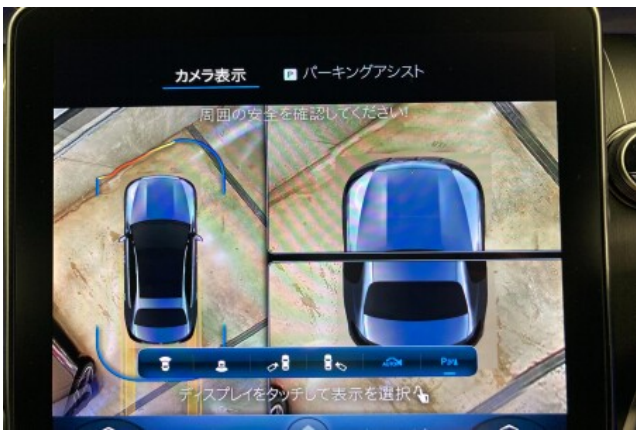 カメラ表示
P パーキングアシスト
周囲の安全を確認してください!
ディスプレイをタッチして表示を選択